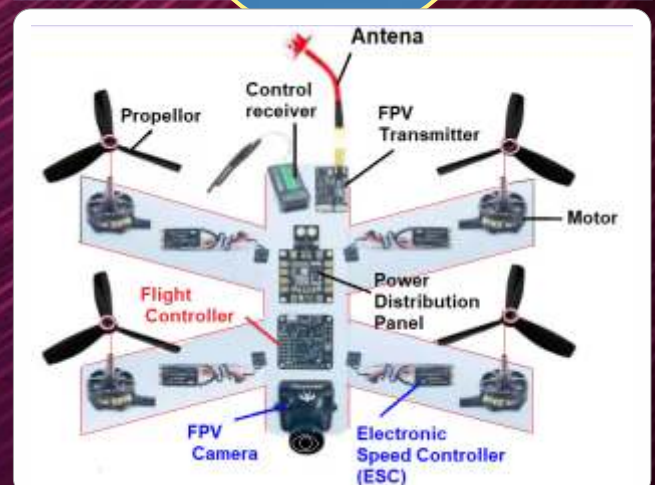 Antena
Control
receiver
Propellor
FPV
Transmitter
Motor
Power
Distribution
Panel
Flight
Controller
FPV
Camera
Electronic
Speed Controller
(ESC)